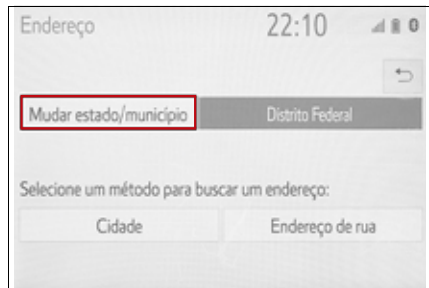 Endereço 22:10 0
Mudar estado/município Distrito Federal
Selecione um método para buscar um endereço:
Cidade Endereço de rua